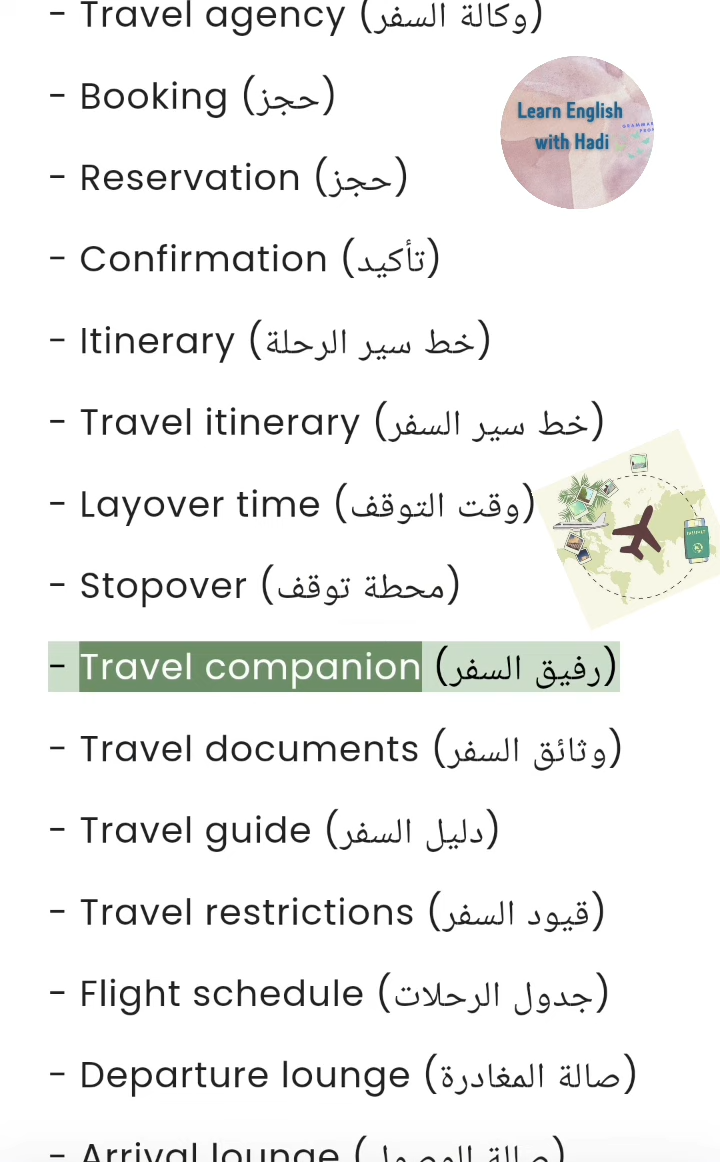 - Travel agency (وكالة السفر)
- Booking (حجز)
Learn English
with Hadi
- Reservation (حجز)
- Confirmation (تأكيد)
- Itinerary (خط سير الرحلة)
- Travel itinerary (خط سير السفر)
- Layover time (وقت التوقف)
- Stopover (محطة توقف)
- Travel companion (رفيق السفر)
- Travel documents (وثائق السفر)
- Travel guide (دليل السفر)
- Travel restrictions (قيود السفر)
- Flight schedule (جدول الرحلات)
- Departure lounge (صالة المغادرة)
- Arrival lounge (صالة الوصول)